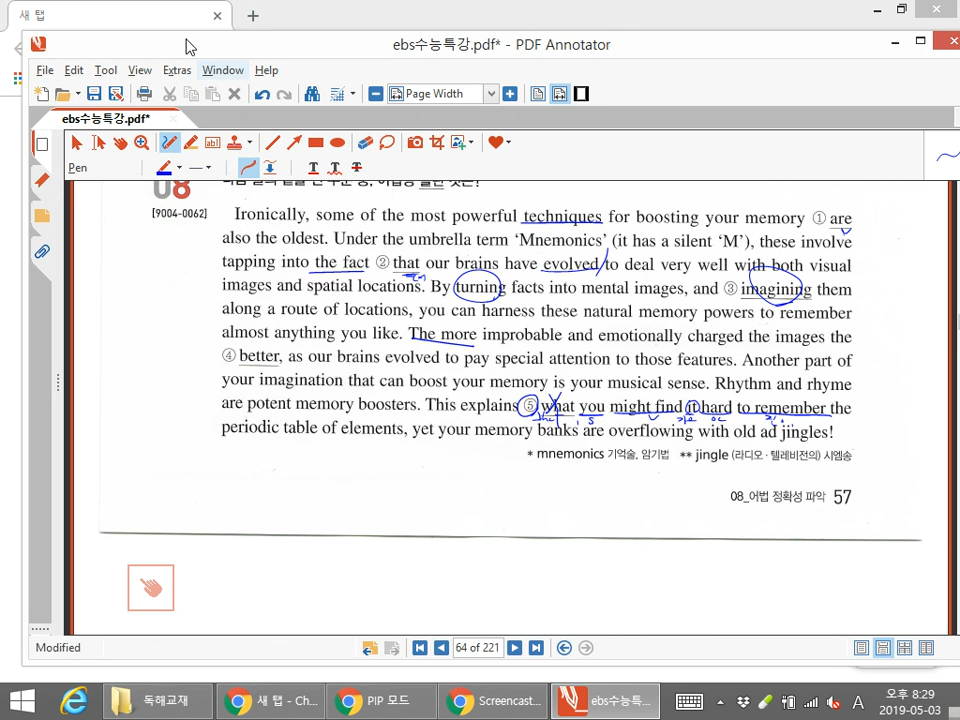 새 탭
ebs수능특강.pdf* - PDF Annotator
File Edit Tool View Extras Window Help
Page Width
ebs수능특강.pdf*
Pen
08
[9004-0062]
Ironically, some of the most powerful techniques for boosting your memory ① are
also the oldest. Under the umbrella term ‘Mnemonics’ (it has a silent ‘M’), these involve
tapping into the fact ② that our brains have evolved to deal very well with both visual
images and spatial locations. By turning facts into mental images, and ③ imagining them
along a route of locations, you can harness these natural memory powers to remember
almost anything you like. The more improbable and emotionally charged the images the
④ better, as our brains evolved to pay special attention to those features. Another part of
your imagination that can boost your memory is your musical sense. Rhythm and rhyme
are potent memory boosters. This explains ⑤ what you might find it hard to remember the
periodic table of elements, yet your memory banks are overflowing with old ad jingles!
* mnemonics 기억술, 암기법 ** jingle (라디오·텔레비전의) 시엠송
08_어법 정확성 파악 57
Modified
64 of 221
독해교재
새 탭 - Ch...
PIP 모드
Screencast...
ebs수능특...
A
오후 8:29
2019-05-03